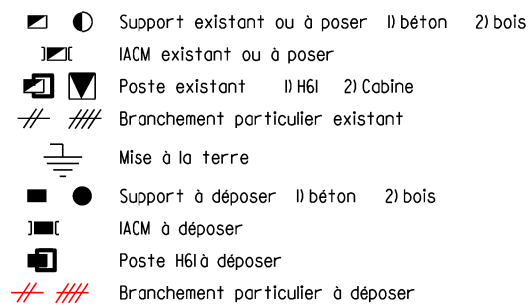 Support existant ou à poser 1) béton 2) bois
IACM existant ou à poser
Poste existant 1) H61 2) Cabine
Branchement particulier existant
Mise à la terre
Support à déposer 1) béton 2) bois
IACM à déposer
Poste H61 à déposer
Branchement particulier à déposer